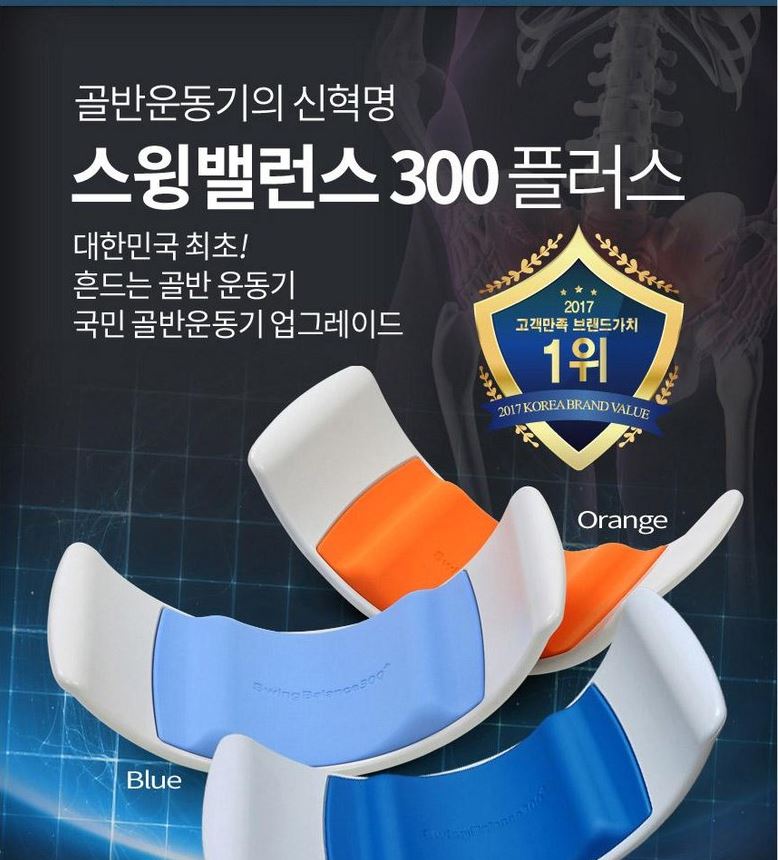 골반운동기의 신혁명
스윙밸런스 300 플러스
대한민국 최초!
흔드는 골반 운동기
국민 골반운동기 업그레이드
2017
고객만족 브랜드가치
1위
2017 KOREA BRAND VALUE
Orange
SwingBalance300+
Blue
SwingBalance300+